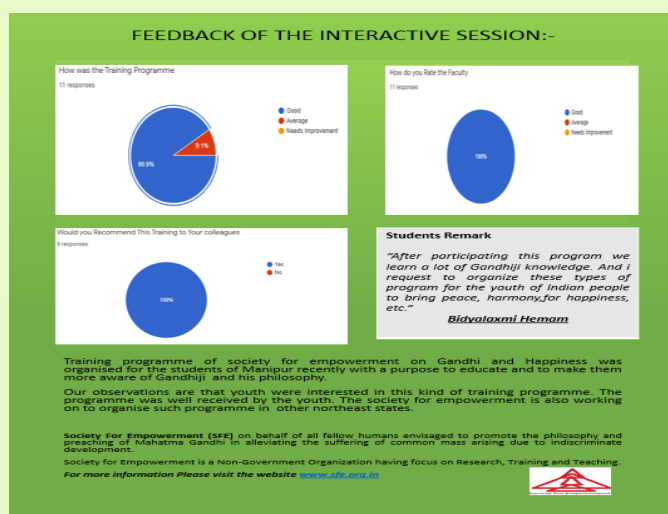 FEEDBACK OF THE INTERACTIVE SESSION:-
How was the Training Programme
11 responses
Good
Average
Needs Improvement
9.1%
90.9%
How do you Rate the Faculty
11 responses
Good
Average
Needs Improvement
100%
Would you Recommend This Training to Your colleagues
9 responses
Yes
No
100%
Students Remark
"After participating this program we
learn a lot of Gandhiji knowledge. And i
request to organize these types of
program for the youth of Indian people
to bring peace, harmony,for happiness,
etc."
Bidyalaxmi Hemam
Training programme of society for empowerment on Gandhi and Happiness was
organised for the students of Manipur recently with a purpose to educate and to make them
more aware of Gandhiji and his philosophy.
Our observations are that youth were interested in this kind of training programme. The
programme was well received by the youth. The society for empowerment is also working
on to organise such programme in other northeast states.
Society For Empowerment (SFE) on behalf of all fellow humans envisaged to promote the philosophy and
preaching of Mahatma Gandhi in alleviating the suffering of common mass arising due to indiscriminate
development.
Society for Empowerment is a Non-Government Organization having focus on Research, Training and Teaching.
For more information Please visit the website www.sfe.org.in
Society For Empowerment